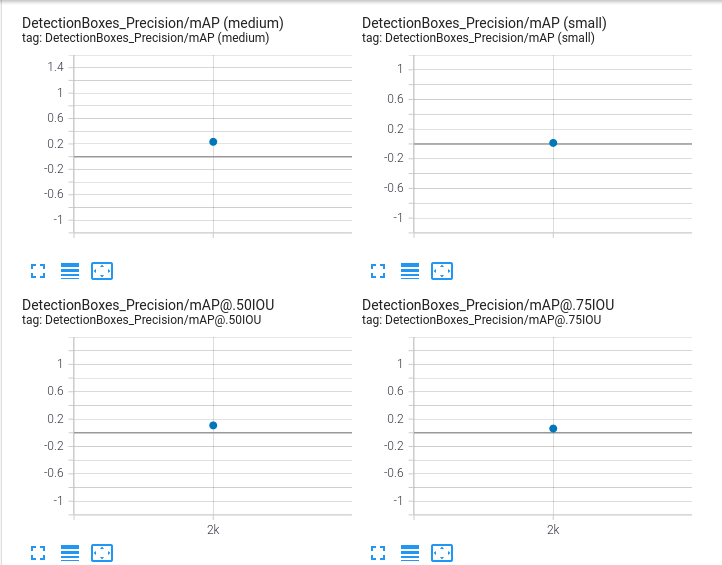 DetectionBoxes_Precision/mAP (medium)
tag: DetectionBoxes_Precision/mAP (medium)
1.4
1
0.6
0.2
-0.2
-0.6
-1
DetectionBoxes_Precision/mAP (small)
tag: DetectionBoxes_Precision/mAP (small)
1
0.6
0.2
-0.2
-0.6
-1
DetectionBoxes_Precision/mAP@.50IOU
tag: DetectionBoxes_Precision/mAP@.50IOU
1
0.6
0.2
-0.2
-0.6
-1
2k
DetectionBoxes_Precision/mAP@.75IOU
tag: DetectionBoxes_Precision/mAP@.75IOU
1
0.6
0.2
-0.2
-0.6
-1
2k